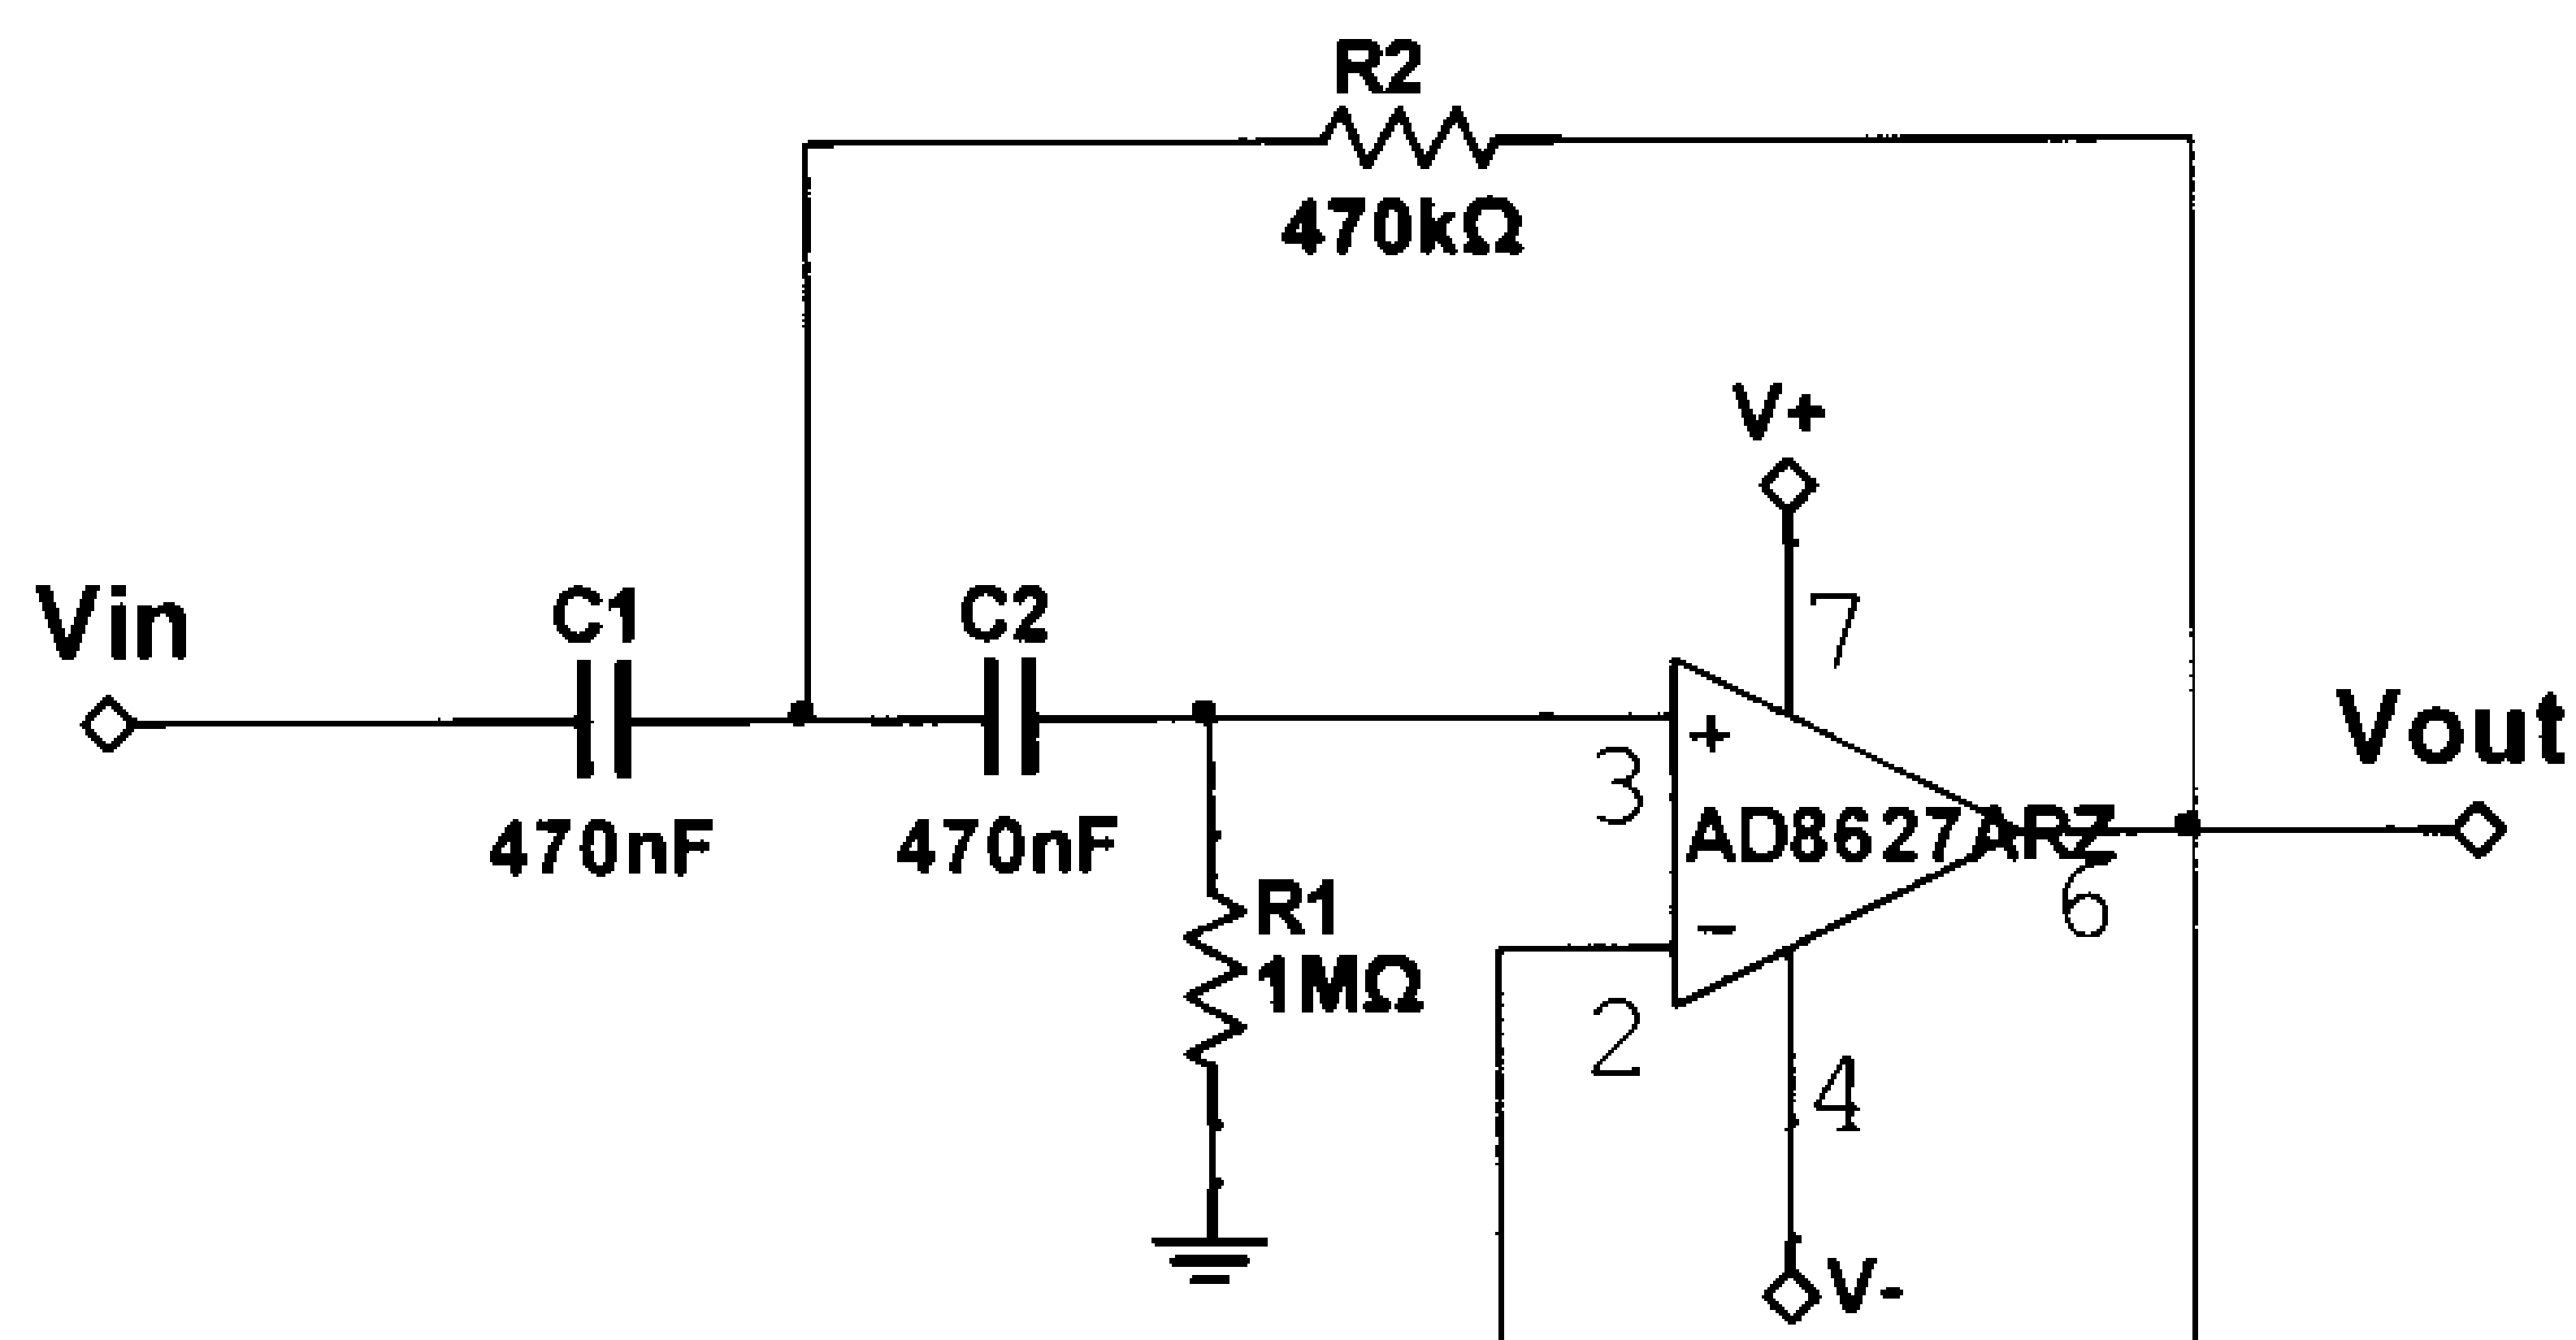 R2
470kΩ
V+
7
Vin
C1
C2
470nF
470nF
3
+
AD8627ARZ
Vout
6
R1
1MΩ
−
2
4
V-